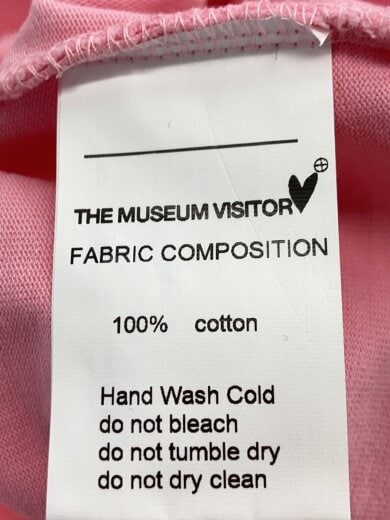 THE MUSEUM VISITOR
FABRIC COMPOSITION
100% cotton
Hand Wash Cold
do not bleach
do not tumble dry
do not dry clean